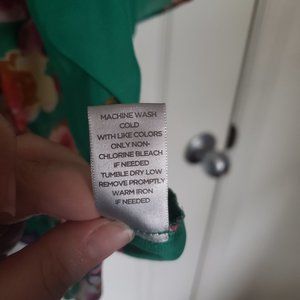 MACHINE WASH
COLD
WITH LIKE COLORS
ONLY NON-
CHLORINE BLEACH
IF NEEDED
TUMBLE DRY LOW
REMOVE PROMPTLY
WARM IRON
IF NEEDED